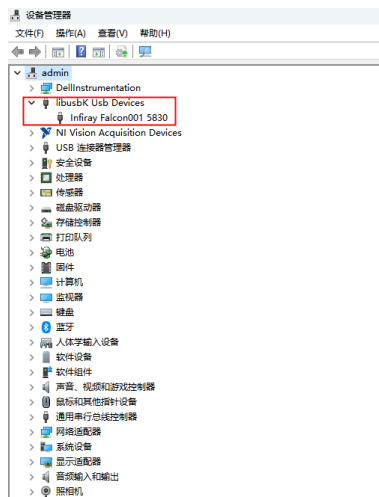 设备管理器
文件(F) 操作(A) 查看(V) 帮助(H)
admin
DellInstrumentation
libusbK Usb Devices
Infiray Falcon001 5830
NI Vision Acquisition Devices
USB 连接器管理器
安全设备
处理器
传感器
磁盘驱动器
存储控制器
打印队列
电池
固件
计算机
监视器
键盘
蓝牙
人体学输入设备
软件设备
软件组件
声音、视频和游戏控制器
鼠标和其他指针设备
通用串行总线控制器
网络适配器
系统设备
显示适配器
音频输入和输出
照相机